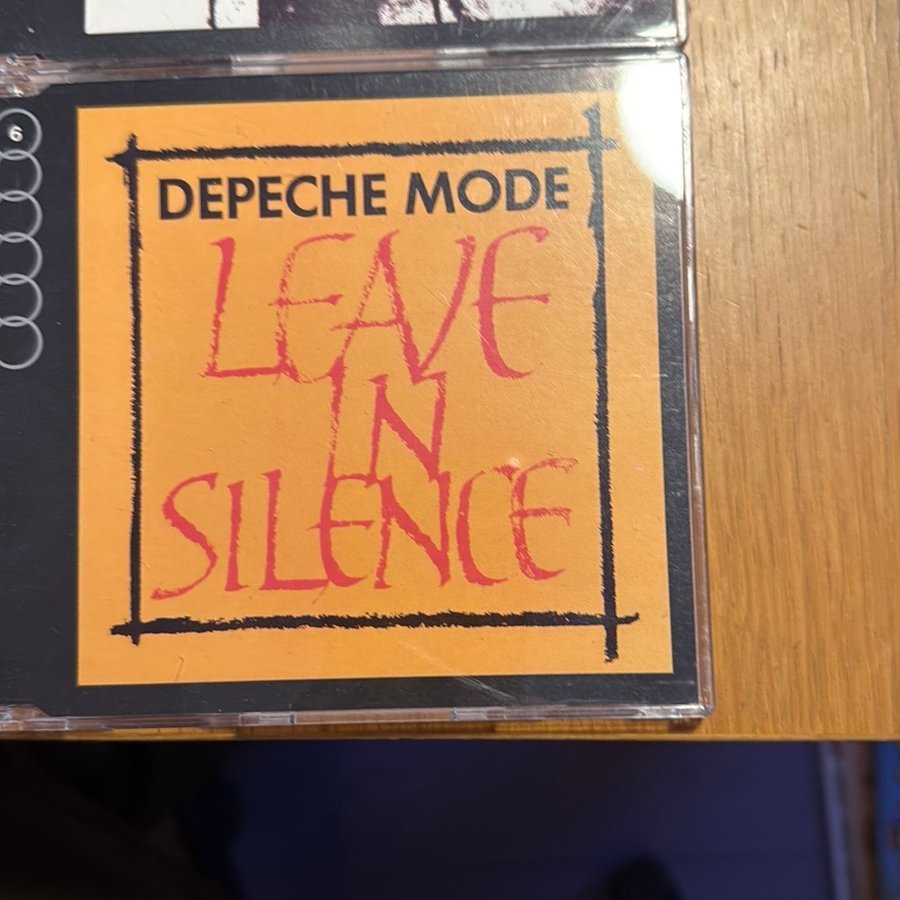 6
DEPECHE MODE
LEAVE
IN
SILENCE